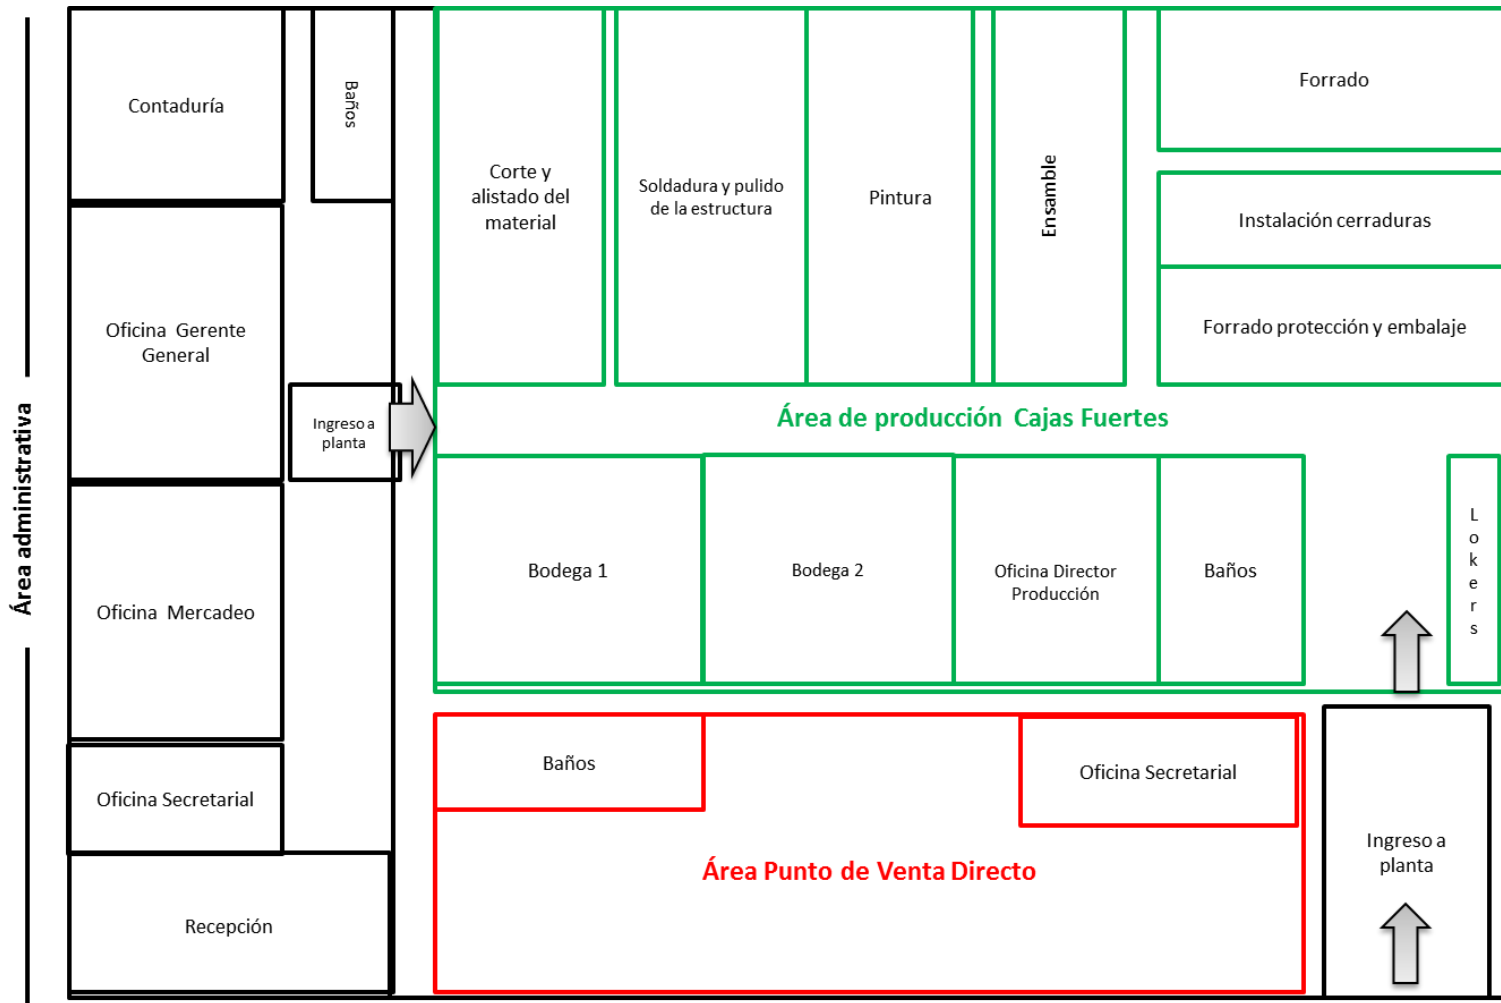 Área administrativa
Contaduría
Baños
Oficina Gerente
General
Ingreso a
planta
Oficina Mercadeo
Oficina Secretarial
Recepción
Corte y
alistado del
material
Soldadura y pulido
de la estructura
Pintura
Ensamble
Forrado
Instalación cerraduras
Forrado protección y embalaje
Área de producción Cajas Fuertes
Bodega 1
Bodega 2
Oficina Director
Producción
Baños
Lokers
Baños
Oficina Secretarial
Área Punto de Venta Directo
Ingreso a
planta